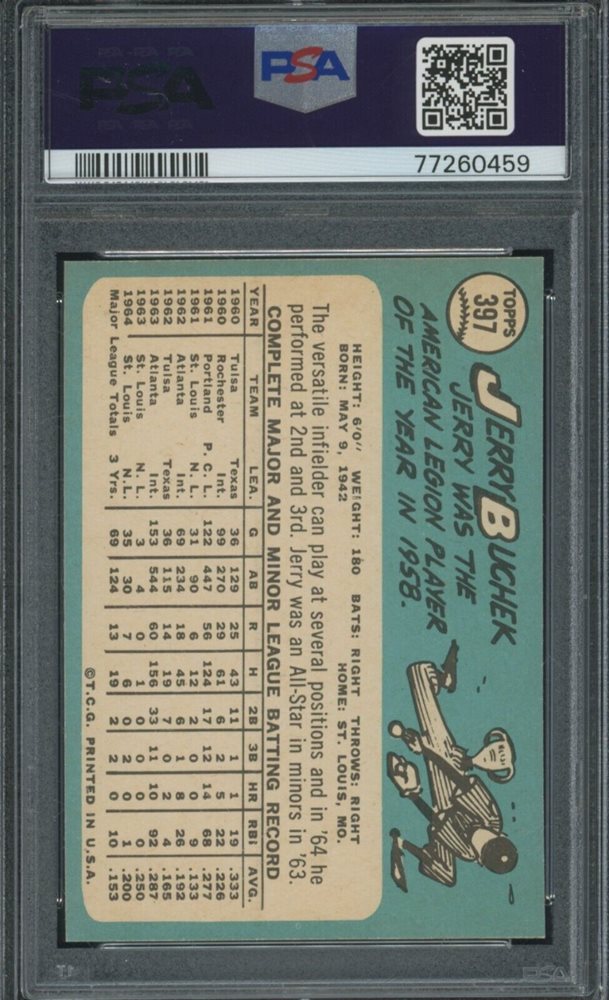 PSA
PSA
77260459
TOPPS
397
JERRY BUCHEK
JERRY WAS THE
AMERICAN LEGION PLAYER
OF THE YEAR IN 1958.
HEIGHT: 6'0" WEIGHT: 180 BATS: RIGHT THROWS: RIGHT
BORN: MAY 9, 1942 HOME: ST. LOUIS, MO.
The versatile infielder can play at several positions and in '64 he
performed at 2nd and 3rd. Jerry was an All-Star in minors in '63.
COMPLETE MAJOR AND MINOR LEAGUE BATTING RECORD
YEAR TEAM LEA. G AB R H 2B 3B HR RBI AVG.
1960 Tulsa Texas 36 129 25 43 11 1 1 19 .333
1960 Rochester Int. 99 270 29 61 6 2 5 22 .226
1961 Portland P. C. L. 122 447 56 124 17 12 14 68 .277
1961 St. Louis N. L. 31 90 6 12 2 0 0 9 .133
1962 Atlanta Int. 69 234 18 45 6 1 8 26 .192
1962 Tulsa Texas 36 115 14 19 7 0 2 4 .165
1963 Atlanta Int. 153 544 60 156 33 11 10 92 .287
1963 St. Louis N. L. 3 4 0 1 0 0 0 0 .250
1964 St. Louis N. L. 35 30 7 6 0 2 0 1 .200
Major League Totals 3 Yrs. 69 124 13 19 2 2 0 10 .153
©T.C.G. PRINTED IN U.S.A.
PSA